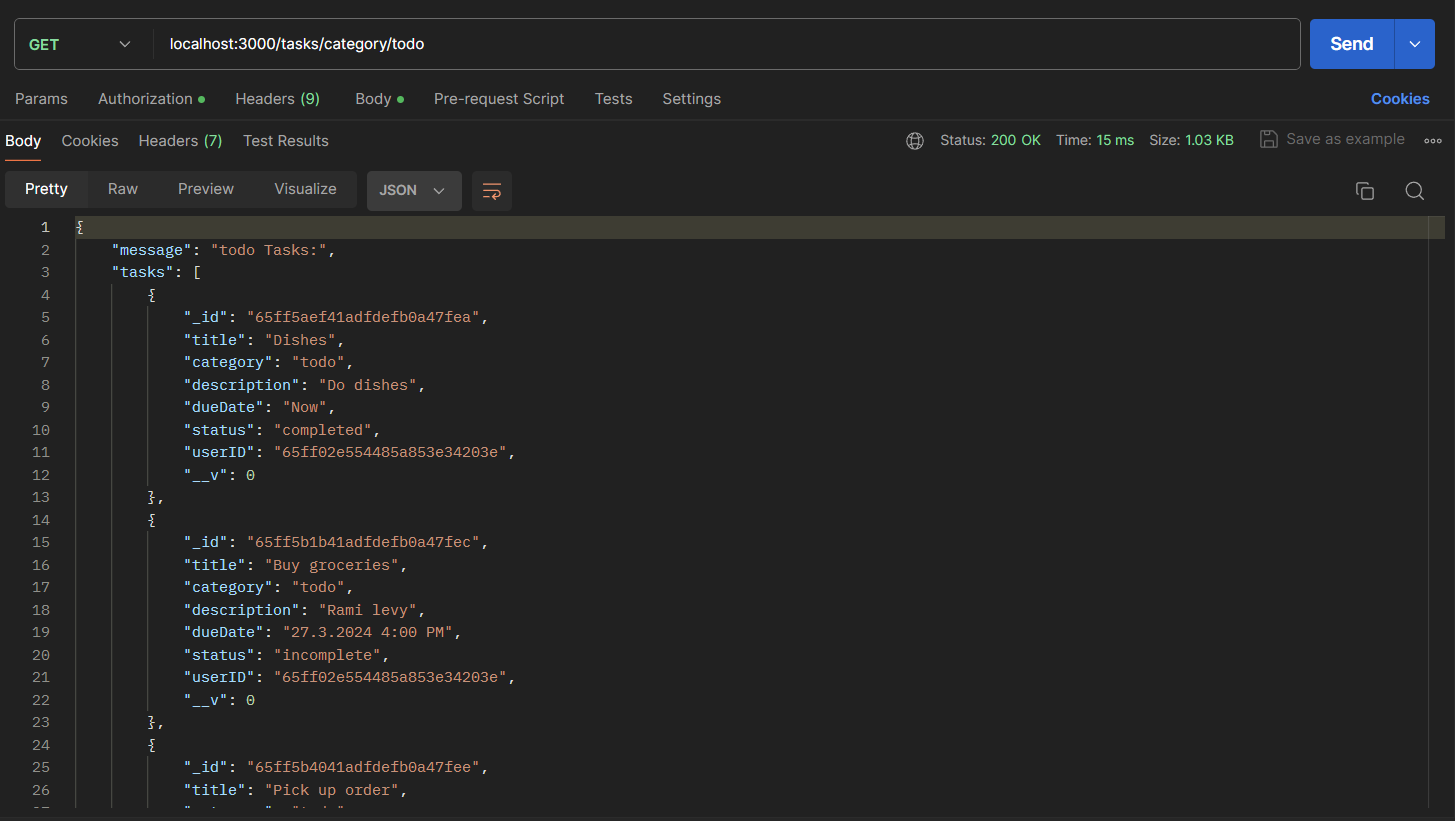 GET localhost:3000/tasks/category/todo Send
Params Authorization Headers (9) Body Pre-request Script Tests Settings Cookies
Body Cookies Headers (7) Test Results Status: 200 OK Time: 15 ms Size: 1.03 KB Save as example
Pretty Raw Preview Visualize JSON
1 {
2 "message": "todo Tasks:",
3 "tasks": [
4 {
5 "_id": "65ff5aef41adfdefb0a47fea",
6 "title": "Dishes",
7 "category": "todo",
8 "description": "Do dishes",
9 "dueDate": "Now",
10 "status": "completed",
11 "userID": "65ff02e554485a853e34203e",
12 "__v": 0
13 },
14 {
15 "_id": "65ff5b1b41adfdefb0a47fec",
16 "title": "Buy groceries",
17 "category": "todo",
18 "description": "Rami levy",
19 "dueDate": "27.3.2024 4:00 PM",
20 "status": "incomplete",
21 "userID": "65ff02e554485a853e34203e",
22 "__v": 0
23 },
24 {
25 "_id": "65ff5b4041adfdefb0a47fee",
26 "title": "Pick up order",